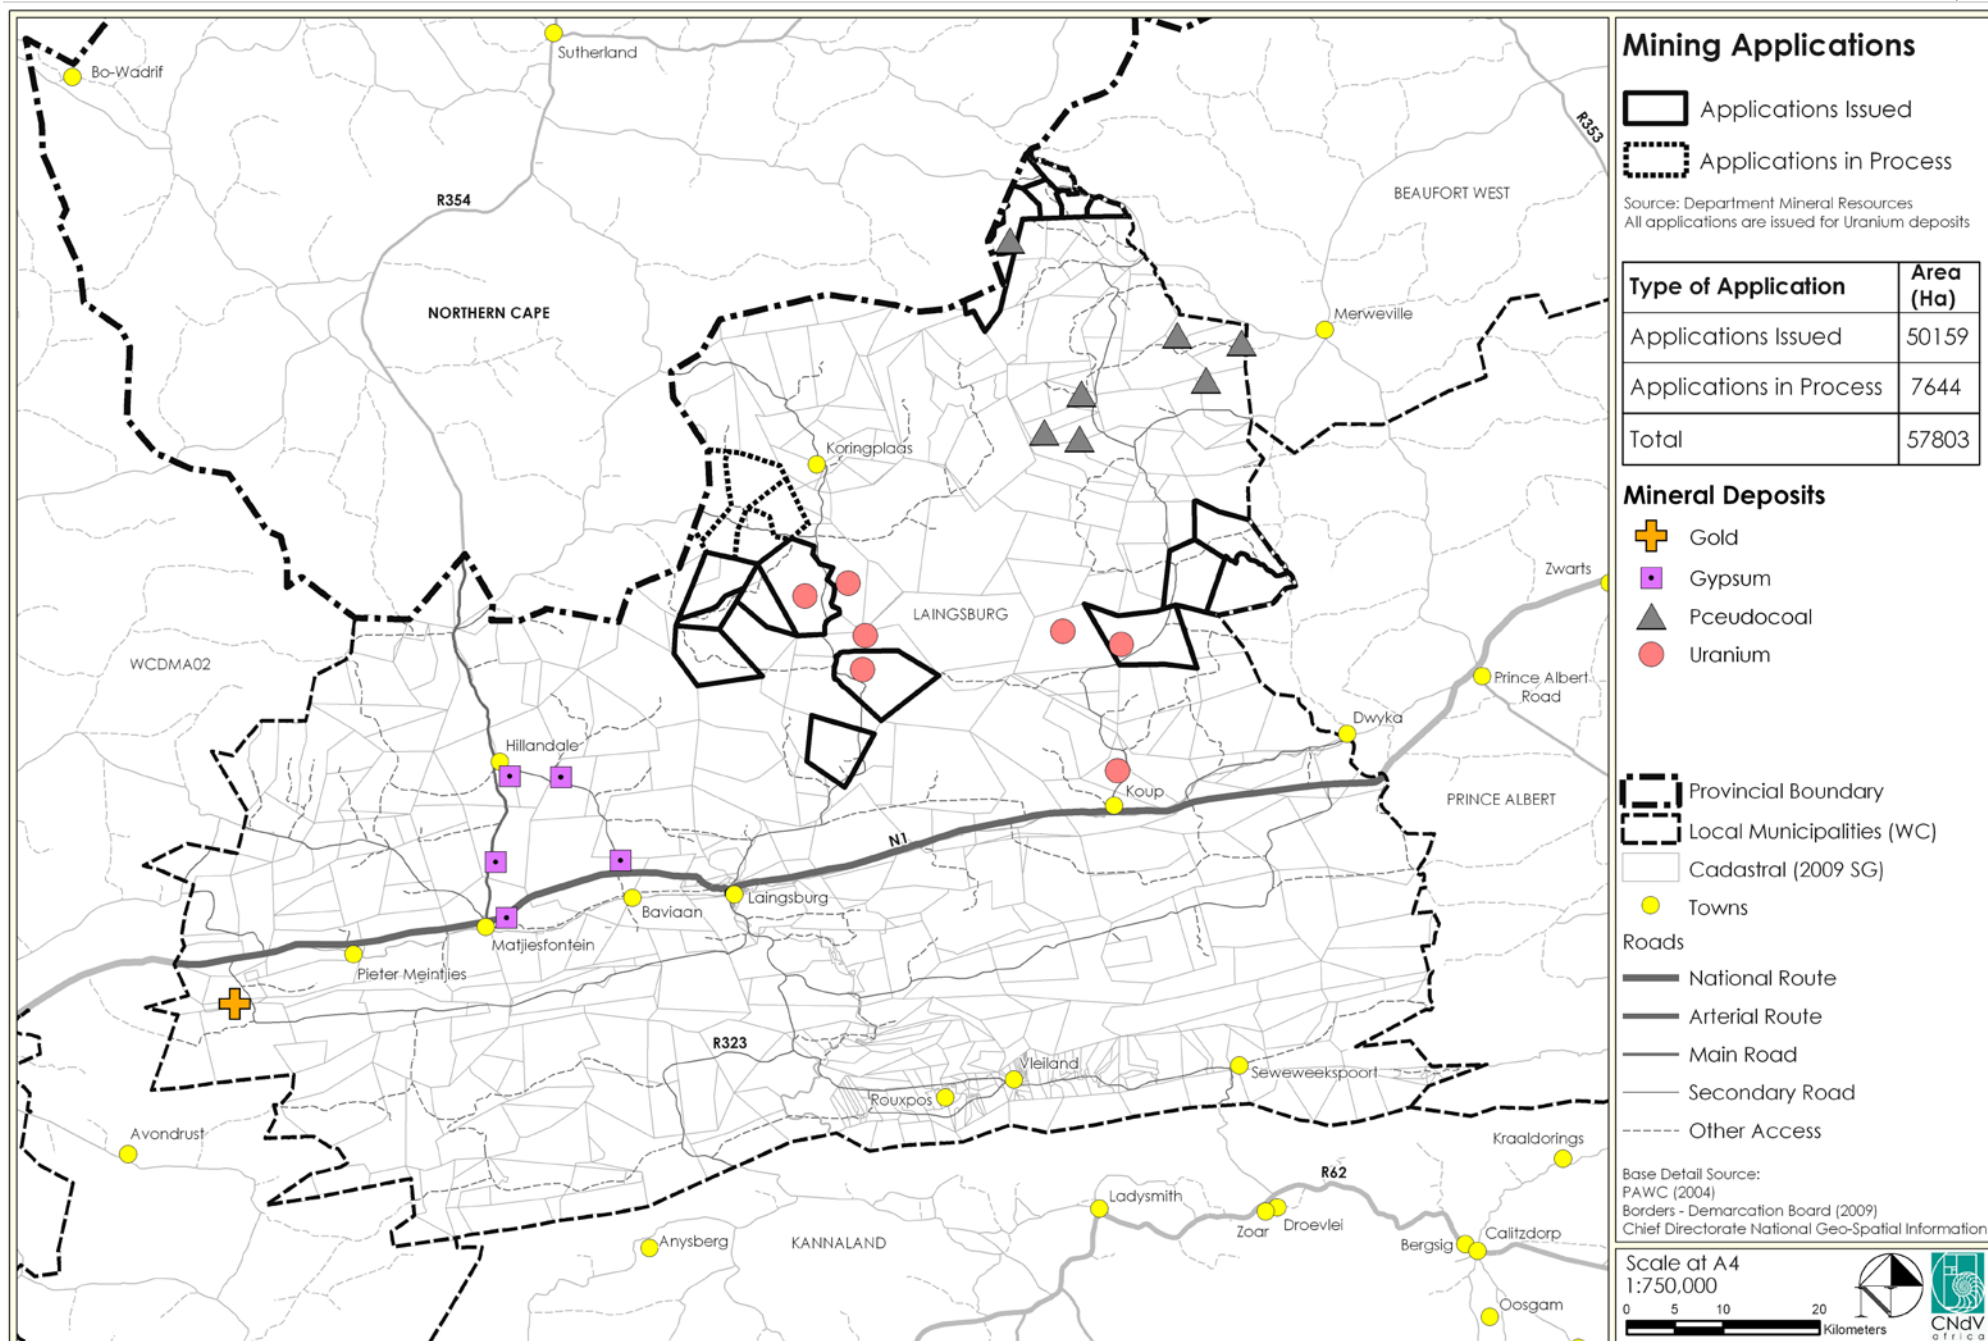 Bo-Wadrif
Sutherland
R353
R354
BEAUFORT WEST
NORTHERN CAPE
Merweville
Koringplaas
Zwarts
LAINGSBURG
WCDMA02
Prince Albert
Road
Dwyka
Hillandale
Koup
PRINCE ALBERT
N1
Laingsburg
Baviaan
Matjiesfontein
Pieter Meintjies
R323
Vleiland
Seweweekspoort
Rouxpos
Avondrust
Kraaldorings
R62
Ladysmith
Zoar
Droevlei
Anysberg
KANNALAND
Bergsig
Calitzdorp
Oosgam
Mining Applications
Applications Issued
Applications in Process
Source: Department Mineral Resources
All applications are issued for Uranium deposits
Type of Application Area
(Ha)
Applications Issued 50159
Applications in Process 7644
Total 57803
Mineral Deposits
Gold
Gypsum
Pceudocoal
Uranium
Provincial Boundary
Local Municipalities (WC)
Cadastral (2009 SG)
Towns
Roads
National Route
Arterial Route
Main Road
Secondary Road
Other Access
Base Detail Source:
PAWC (2004)
Borders - Demarcation Board (2009)
Chief Directorate National Geo-Spatial Information
Scale at A4
1:750,000
0 5 10 20
Kilometers
N
CNdV
africa